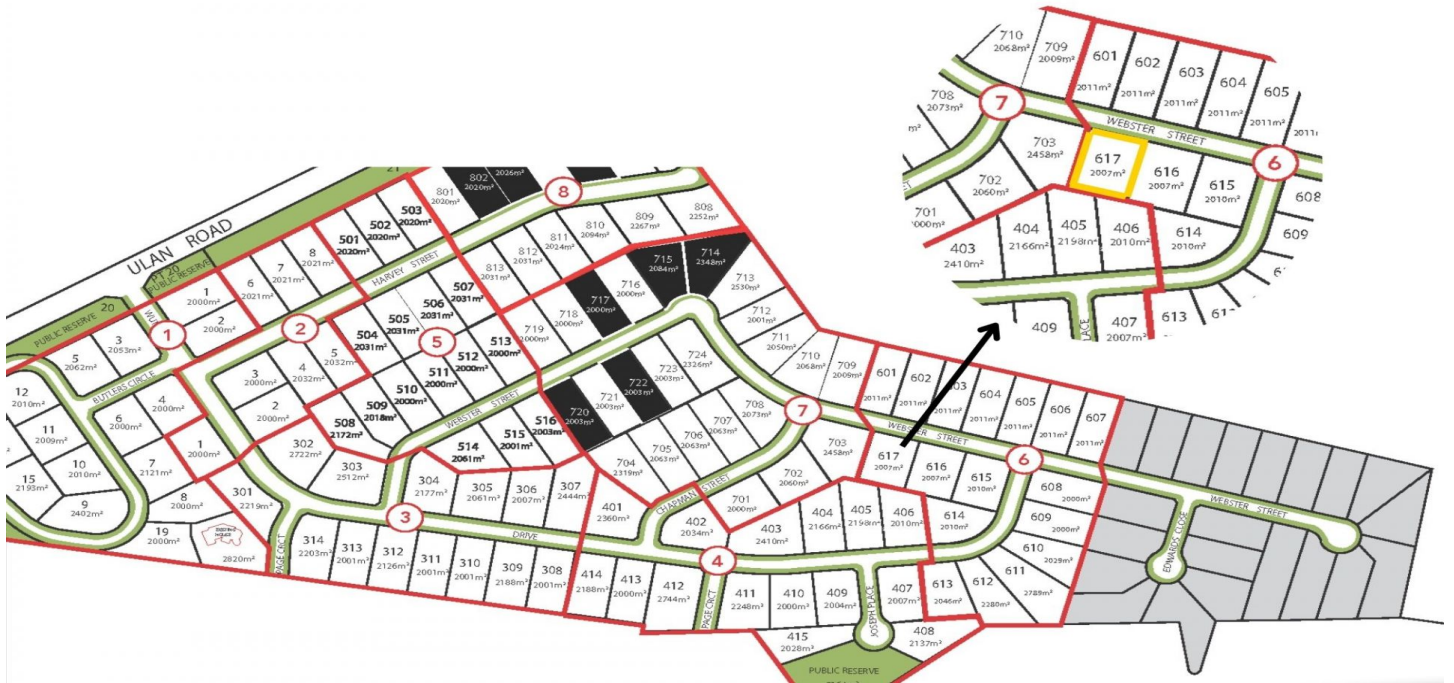 710
2068m²
709
2009m²
601
2011m²
602
2011m²
603
2011m²
604
2011m²
605
708
2073m²
7
WEBSTER STREET
703
2458m²
617
2007m²
616
2007m²
615
2010m²
6
608
702
2060m²
701
403
2410m²
404
2166m²
405
2198m²
406
2010m²
614
2010m²
609
409
407
2007m²
613
ULAN ROAD
PT 20
PUBLIC RESERVE
PUBLIC RESERVE 20
21
801
2020m²
802
2020m²
2026m²
8
503
2020m²
502
2020m²
501
2020m²
8
2021m²
7
2021m²
6
2021m²
1
2000m²
2
2000m²
1
3
2053m²
5
2062m²
BUTLERS CIRCLE
HARVEY STREET
2
813
2031m²
812
2031m²
811
2024m²
810
2094m²
809
2267m²
808
2252m²
507
2031m²
506
2031m²
505
2031m²
504
2031m²
5
719
2000m²
718
2000m²
717
2000m²
716
2000m²
715
2084m²
714
2348m²
713
2530m²
712
2001m²
711
2050m²
710
2068m²
709
2009m²
513
2000m²
512
2000m²
511
2000m²
510
2000m²
509
2018m²
508
2172m²
5
2032m²
4
2032m²
3
2000m²
2
2000m²
WEBSTER STREET
514
2061m²
515
2001m²
516
2003m²
720
2003m²
721
2003m²
722
2003m²
723
2003m²
724
2326m²
708
2073m²
707
2063m²
706
2063m²
705
2063m²
704
2319m²
7
703
2458m²
702
2060m²
701
2000m²
CHAPMAN STREET
601
2011m²
602
2011m²
603
2011m²
604
2011m²
605
2011m²
606
2011m²
607
2011m²
WEBSTER STREET
6
617
2007m²
616
2007m²
615
2010m²
614
2010m²
608
2000m²
609
2000m²
610
2029m²
611
2789m²
612
2280m²
613
2046m²
WEBSTER STREET
EDWARDS CLOSE
12
2010m²
11
2009m²
10
2010m²
15
2193m²
9
2402m²
6
2000m²
4
2000m²
7
2121m²
8
2000m²
1
2000m²
19
2000m²
2820m²
301
2219m²
302
2722m²
303
2512m²
304
2177m²
305
2061m²
306
2007m²
307
2444m²
3
DRIVE
PAGE CRCT
314
2203m²
313
2001m²
312
2126m²
311
2001m²
310
2001m²
309
2188m²
308
2001m²
401
2360m²
402
2034m²
403
2410m²
404
2166m²
405
2198m²
406
2010m²
4
414
2188m²
413
2000m²
412
2744m²
PAGE CRCT
411
2248m²
410
2000m²
409
2004m²
JOSEPH PLACE
407
2007m²
408
2137m²
415
2028m²
PUBLIC RESERVE